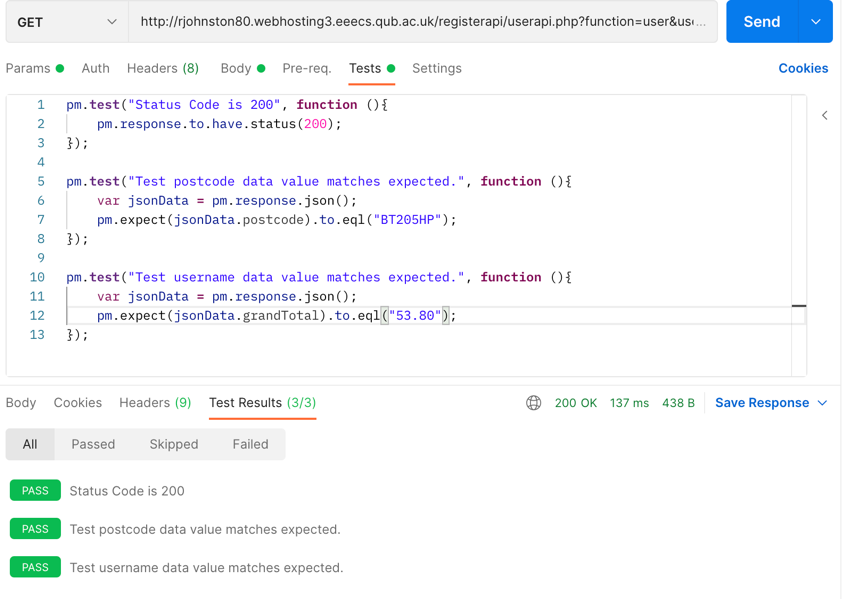 GET http://rjohnston80.webhosting3.eeecs.qub.ac.uk/registerapi/userapi.php?function=user&use... Send
Params Auth Headers (8) Body Pre-req. Tests Settings Cookies
1 pm.test("Status Code is 200", function (){
2 pm.response.to.have.status(200);
3 });
4
5 pm.test("Test postcode data value matches expected.", function (){
6 var jsonData = pm.response.json();
7 pm.expect(jsonData.postcode).to.eql("BT205HP");
8 });
9
10 pm.test("Test username data value matches expected.", function (){
11 var jsonData = pm.response.json();
12 pm.expect(jsonData.grandTotal).to.eql("53.80");
13 });
Body Cookies Headers (9) Test Results (3/3) 200 OK 137 ms 438 B Save Response
All Passed Skipped Failed
PASS Status Code is 200
PASS Test postcode data value matches expected.
PASS Test username data value matches expected.